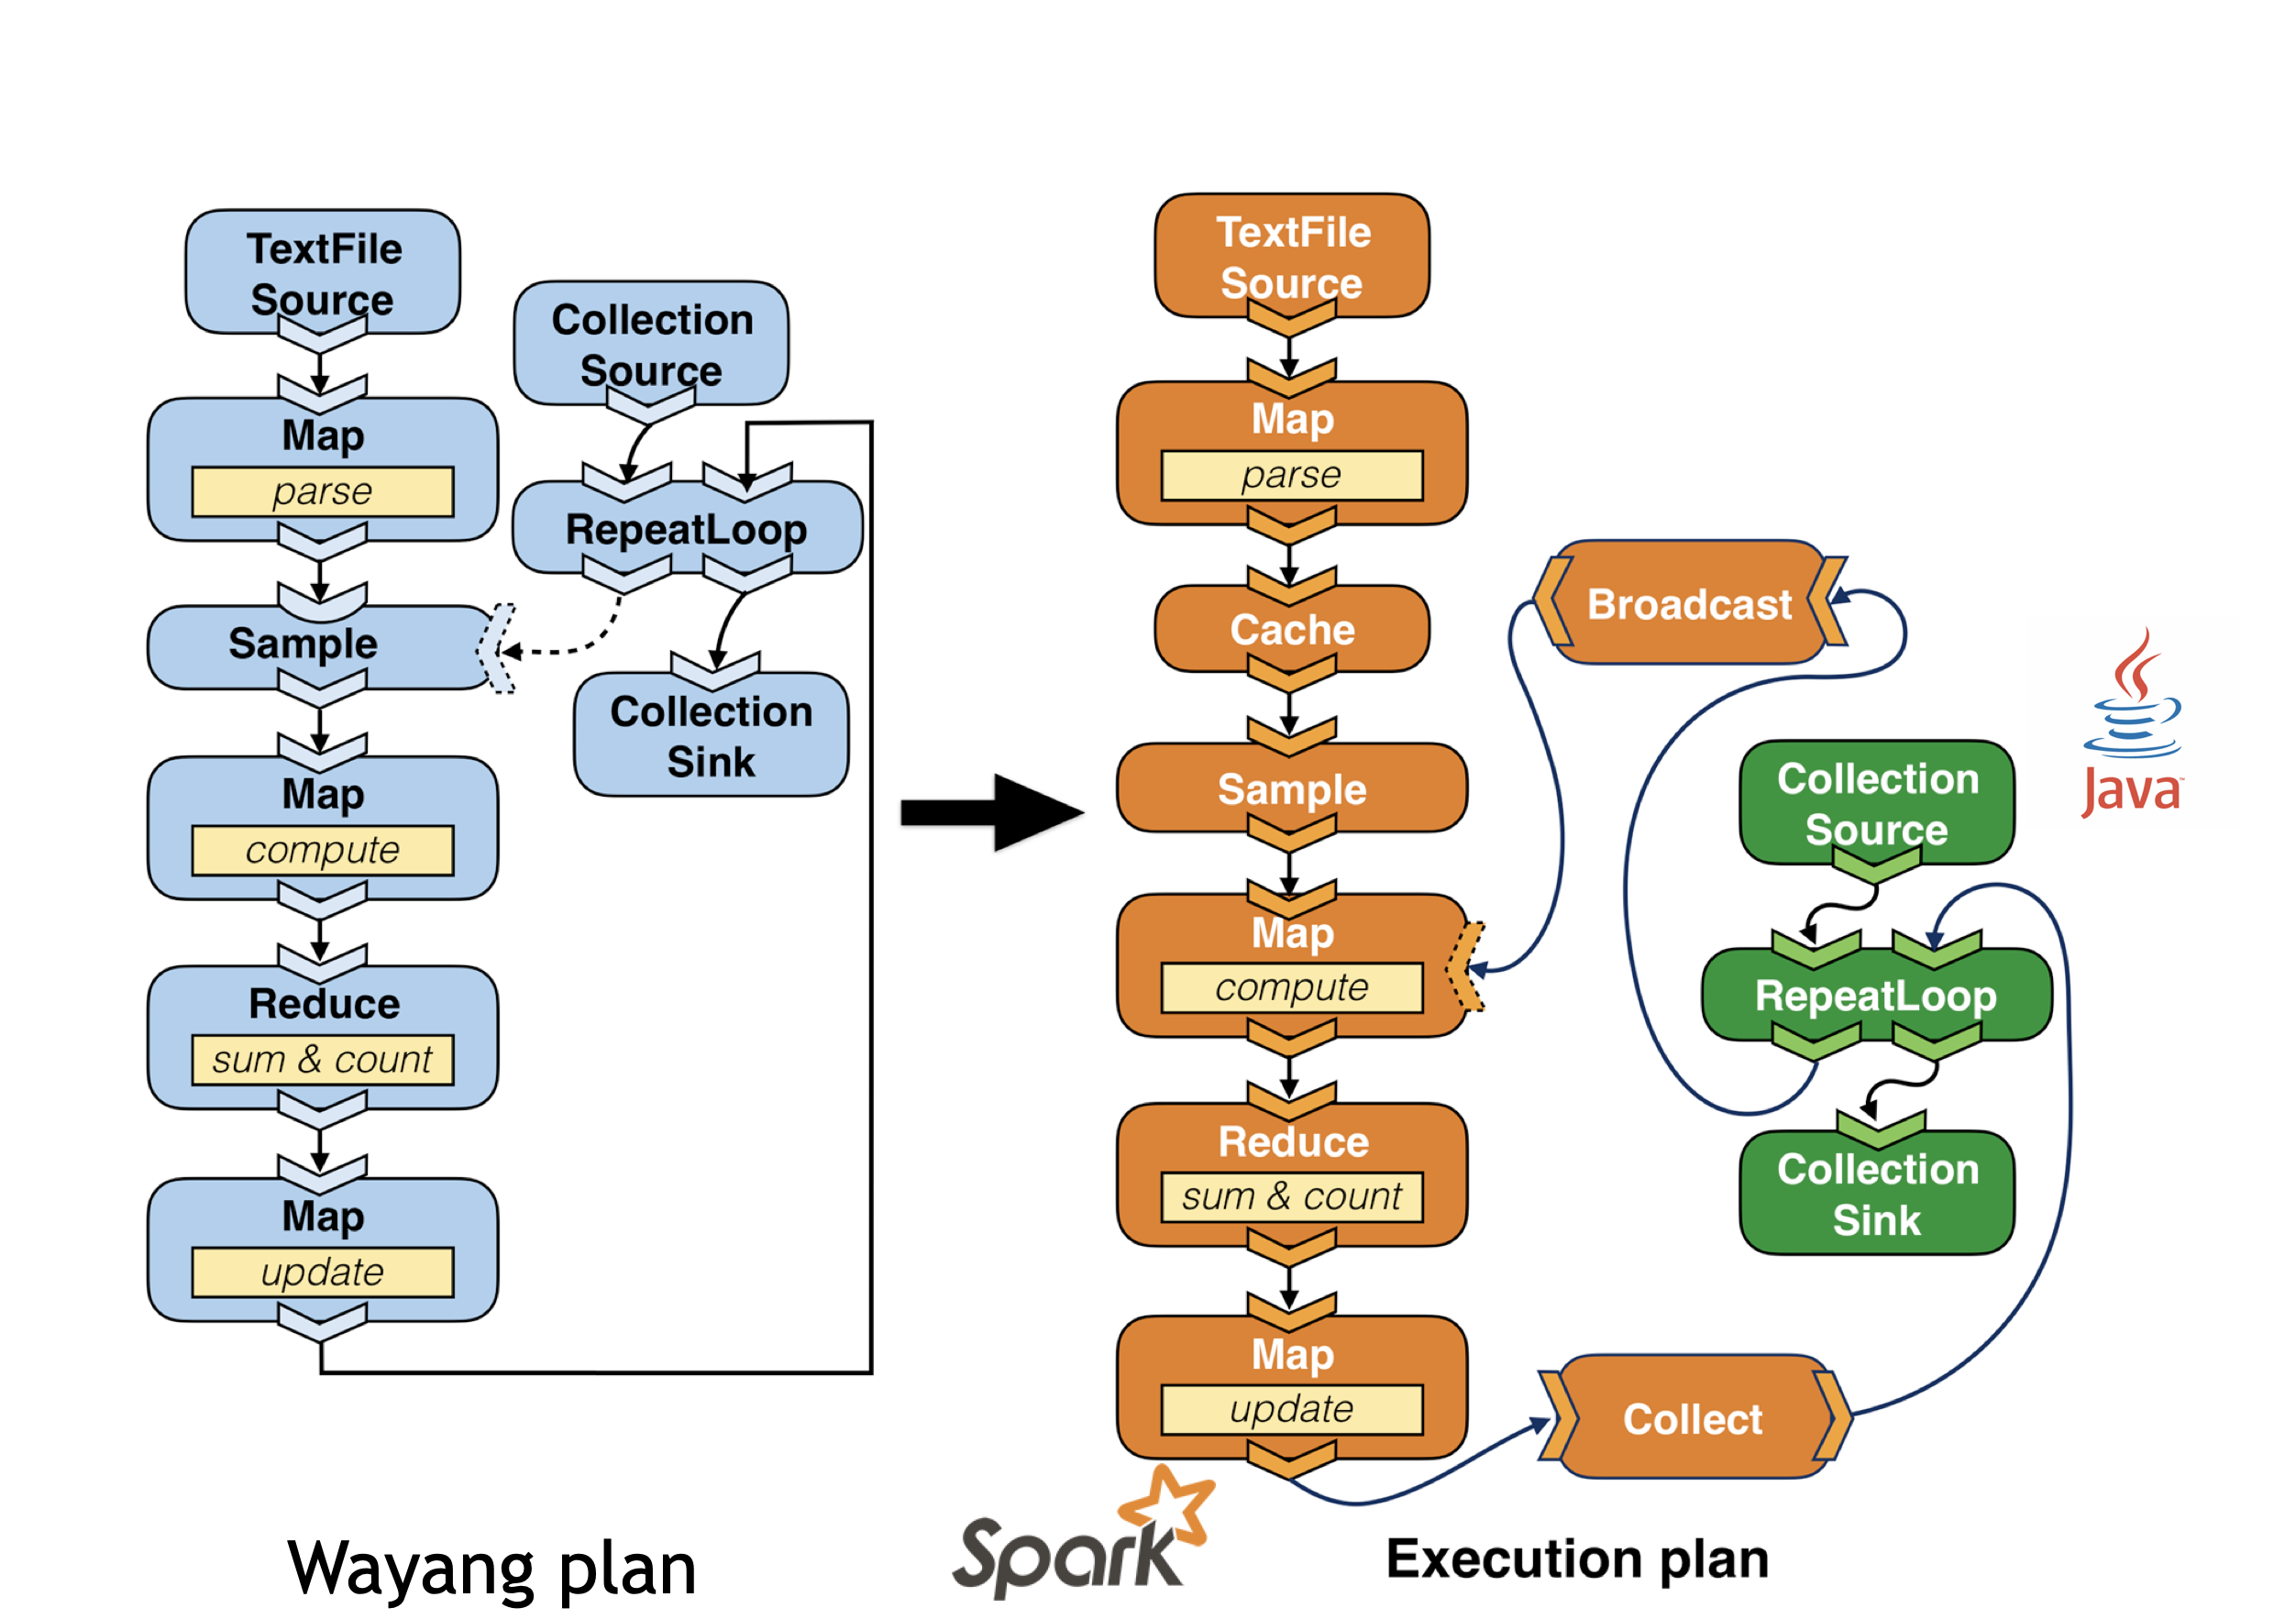 TextFile
Source
Map
parse
Sample
Map
compute
Reduce
sum & count
Map
update
Collection
Source
RepeatLoop
Collection
Sink
Wayang plan
TextFile
Source
Map
parse
Cache
Sample
Map
compute
Reduce
sum & count
Map
update
Broadcast
Collection
Source
RepeatLoop
Collection
Sink
Collect
Java™
Spark
Execution plan